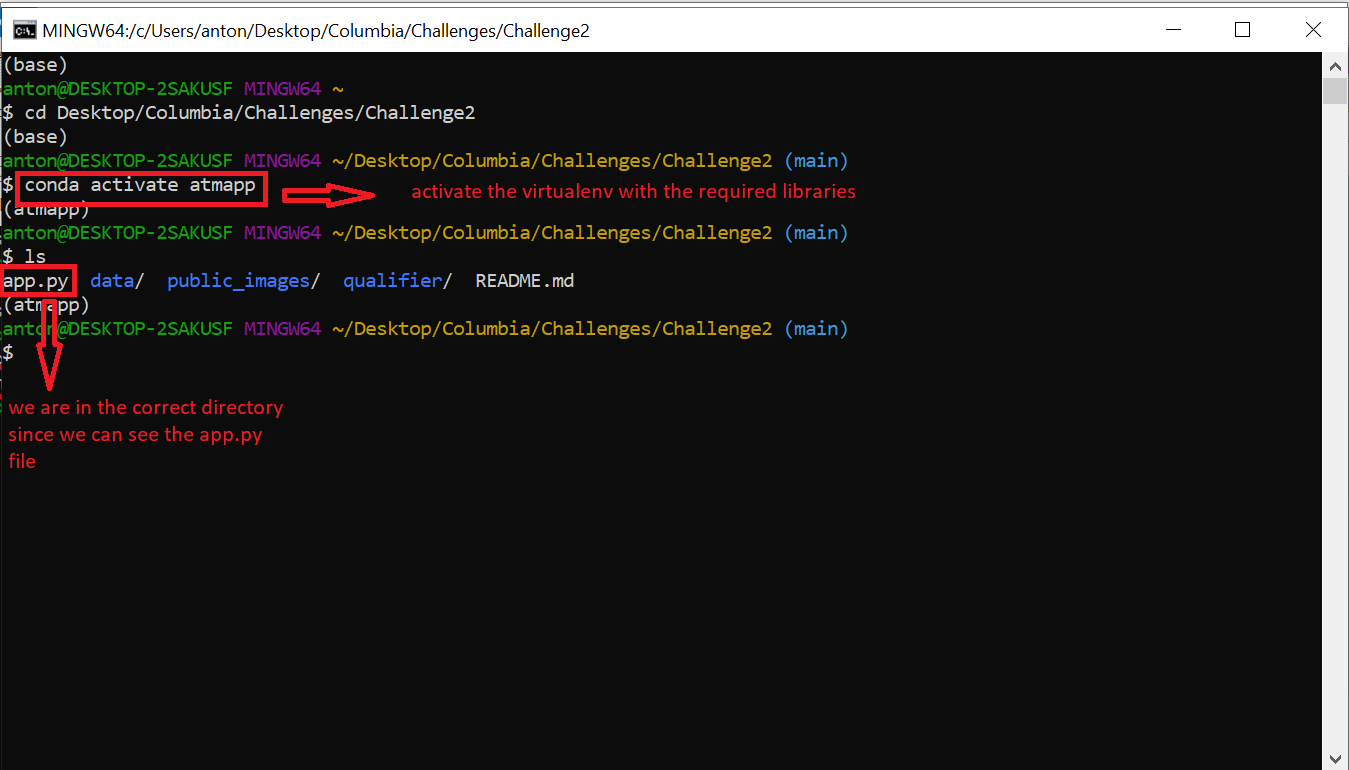 MINGW64:/c/Users/anton/Desktop/Columbia/Challenges/Challenge2
(base)
anton@DESKTOP-2SAKUSF MINGW64 ~
$ cd Desktop/Columbia/Challenges/Challenge2
(base)
anton@DESKTOP-2SAKUSF MINGW64 ~/Desktop/Columbia/Challenges/Challenge2 (main)
$ conda activate atmapp
activate the virtualenv with the required libraries
(atmapp)
anton@DESKTOP-2SAKUSF MINGW64 ~/Desktop/Columbia/Challenges/Challenge2 (main)
$ ls
app.py data/ public_images/ qualifier/ README.md
(atmapp)
anton@DESKTOP-2SAKUSF MINGW64 ~/Desktop/Columbia/Challenges/Challenge2 (main)
$
we are in the correct directory
since we can see the app.py
file